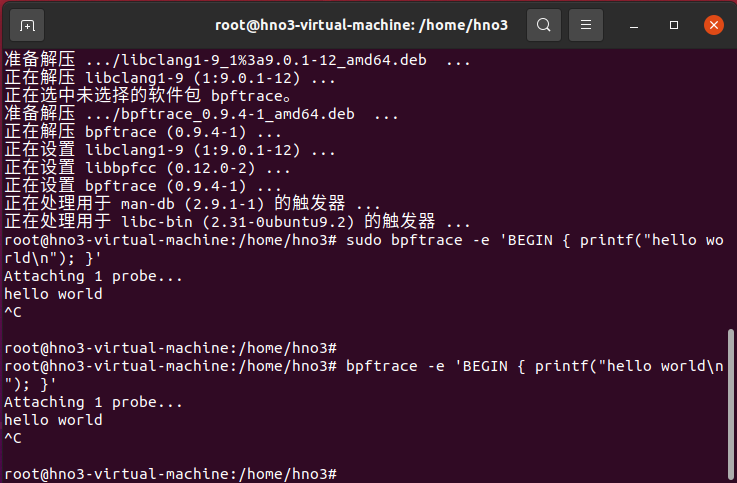 root@hno3-virtual-machine: /home/hno3
准备解压 .../libclang1-9_1%3a9.0.1-12_amd64.deb  ...
正在解压 libclang1-9 (1:9.0.1-12) ...
正在选中未选择的软件包 bpftrace。
准备解压 .../bpftrace_0.9.4-1_amd64.deb  ...
正在解压 bpftrace (0.9.4-1) ...
正在设置 libclang1-9 (1:9.0.1-12) ...
正在设置 libbpfcc (0.12.0-2) ...
正在设置 bpftrace (0.9.4-1) ...
正在处理用于 man-db (2.9.1-1) 的触发器 ...
正在处理用于 libc-bin (2.31-0ubuntu9.2) 的触发器 ...
root@hno3-virtual-machine:/home/hno3# sudo bpftrace -e 'BEGIN { printf("hello wo
rld\n"); }'
Attaching 1 probe...
hello world
^C
root@hno3-virtual-machine:/home/hno3#
root@hno3-virtual-machine:/home/hno3# bpftrace -e 'BEGIN { printf("hello world\n
"); }'
Attaching 1 probe...
hello world
^C
root@hno3-virtual-machine:/home/hno3#